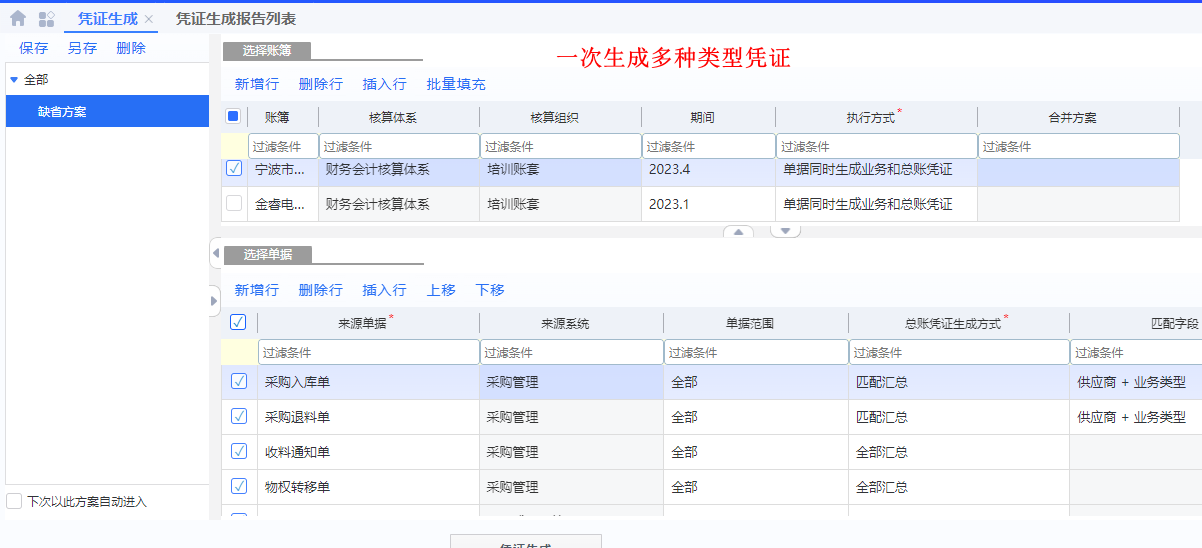 凭证生成 凭证生成报告列表
保存 另存 删除
全部
缺省方案
下次以此方案自动进入
选择账簿
一次生成多种类型凭证
新增行 删除行 插入行 批量填充
账簿 核算体系 核算组织 期间 执行方式* 合并方案
过滤条件 过滤条件 过滤条件 过滤条件 过滤条件 过滤条件
宁波市... 财务会计核算体系 培训账套 2023.4 单据同时生成业务和总账凭证
金睿电... 财务会计核算体系 培训账套 2023.1 单据同时生成业务和总账凭证
选择单据
新增行 删除行 插入行 上移 下移
来源单据* 来源系统 单据范围 总账凭证生成方式* 匹配字段
过滤条件 过滤条件 过滤条件 过滤条件 过滤条件
采购入库单 采购管理 全部 匹配汇总 供应商 + 业务类型
采购退料单 采购管理 全部 匹配汇总 供应商 + 业务类型
收料通知单 采购管理 全部 全部汇总
物权转移单 采购管理 全部 全部汇总
凭证生成